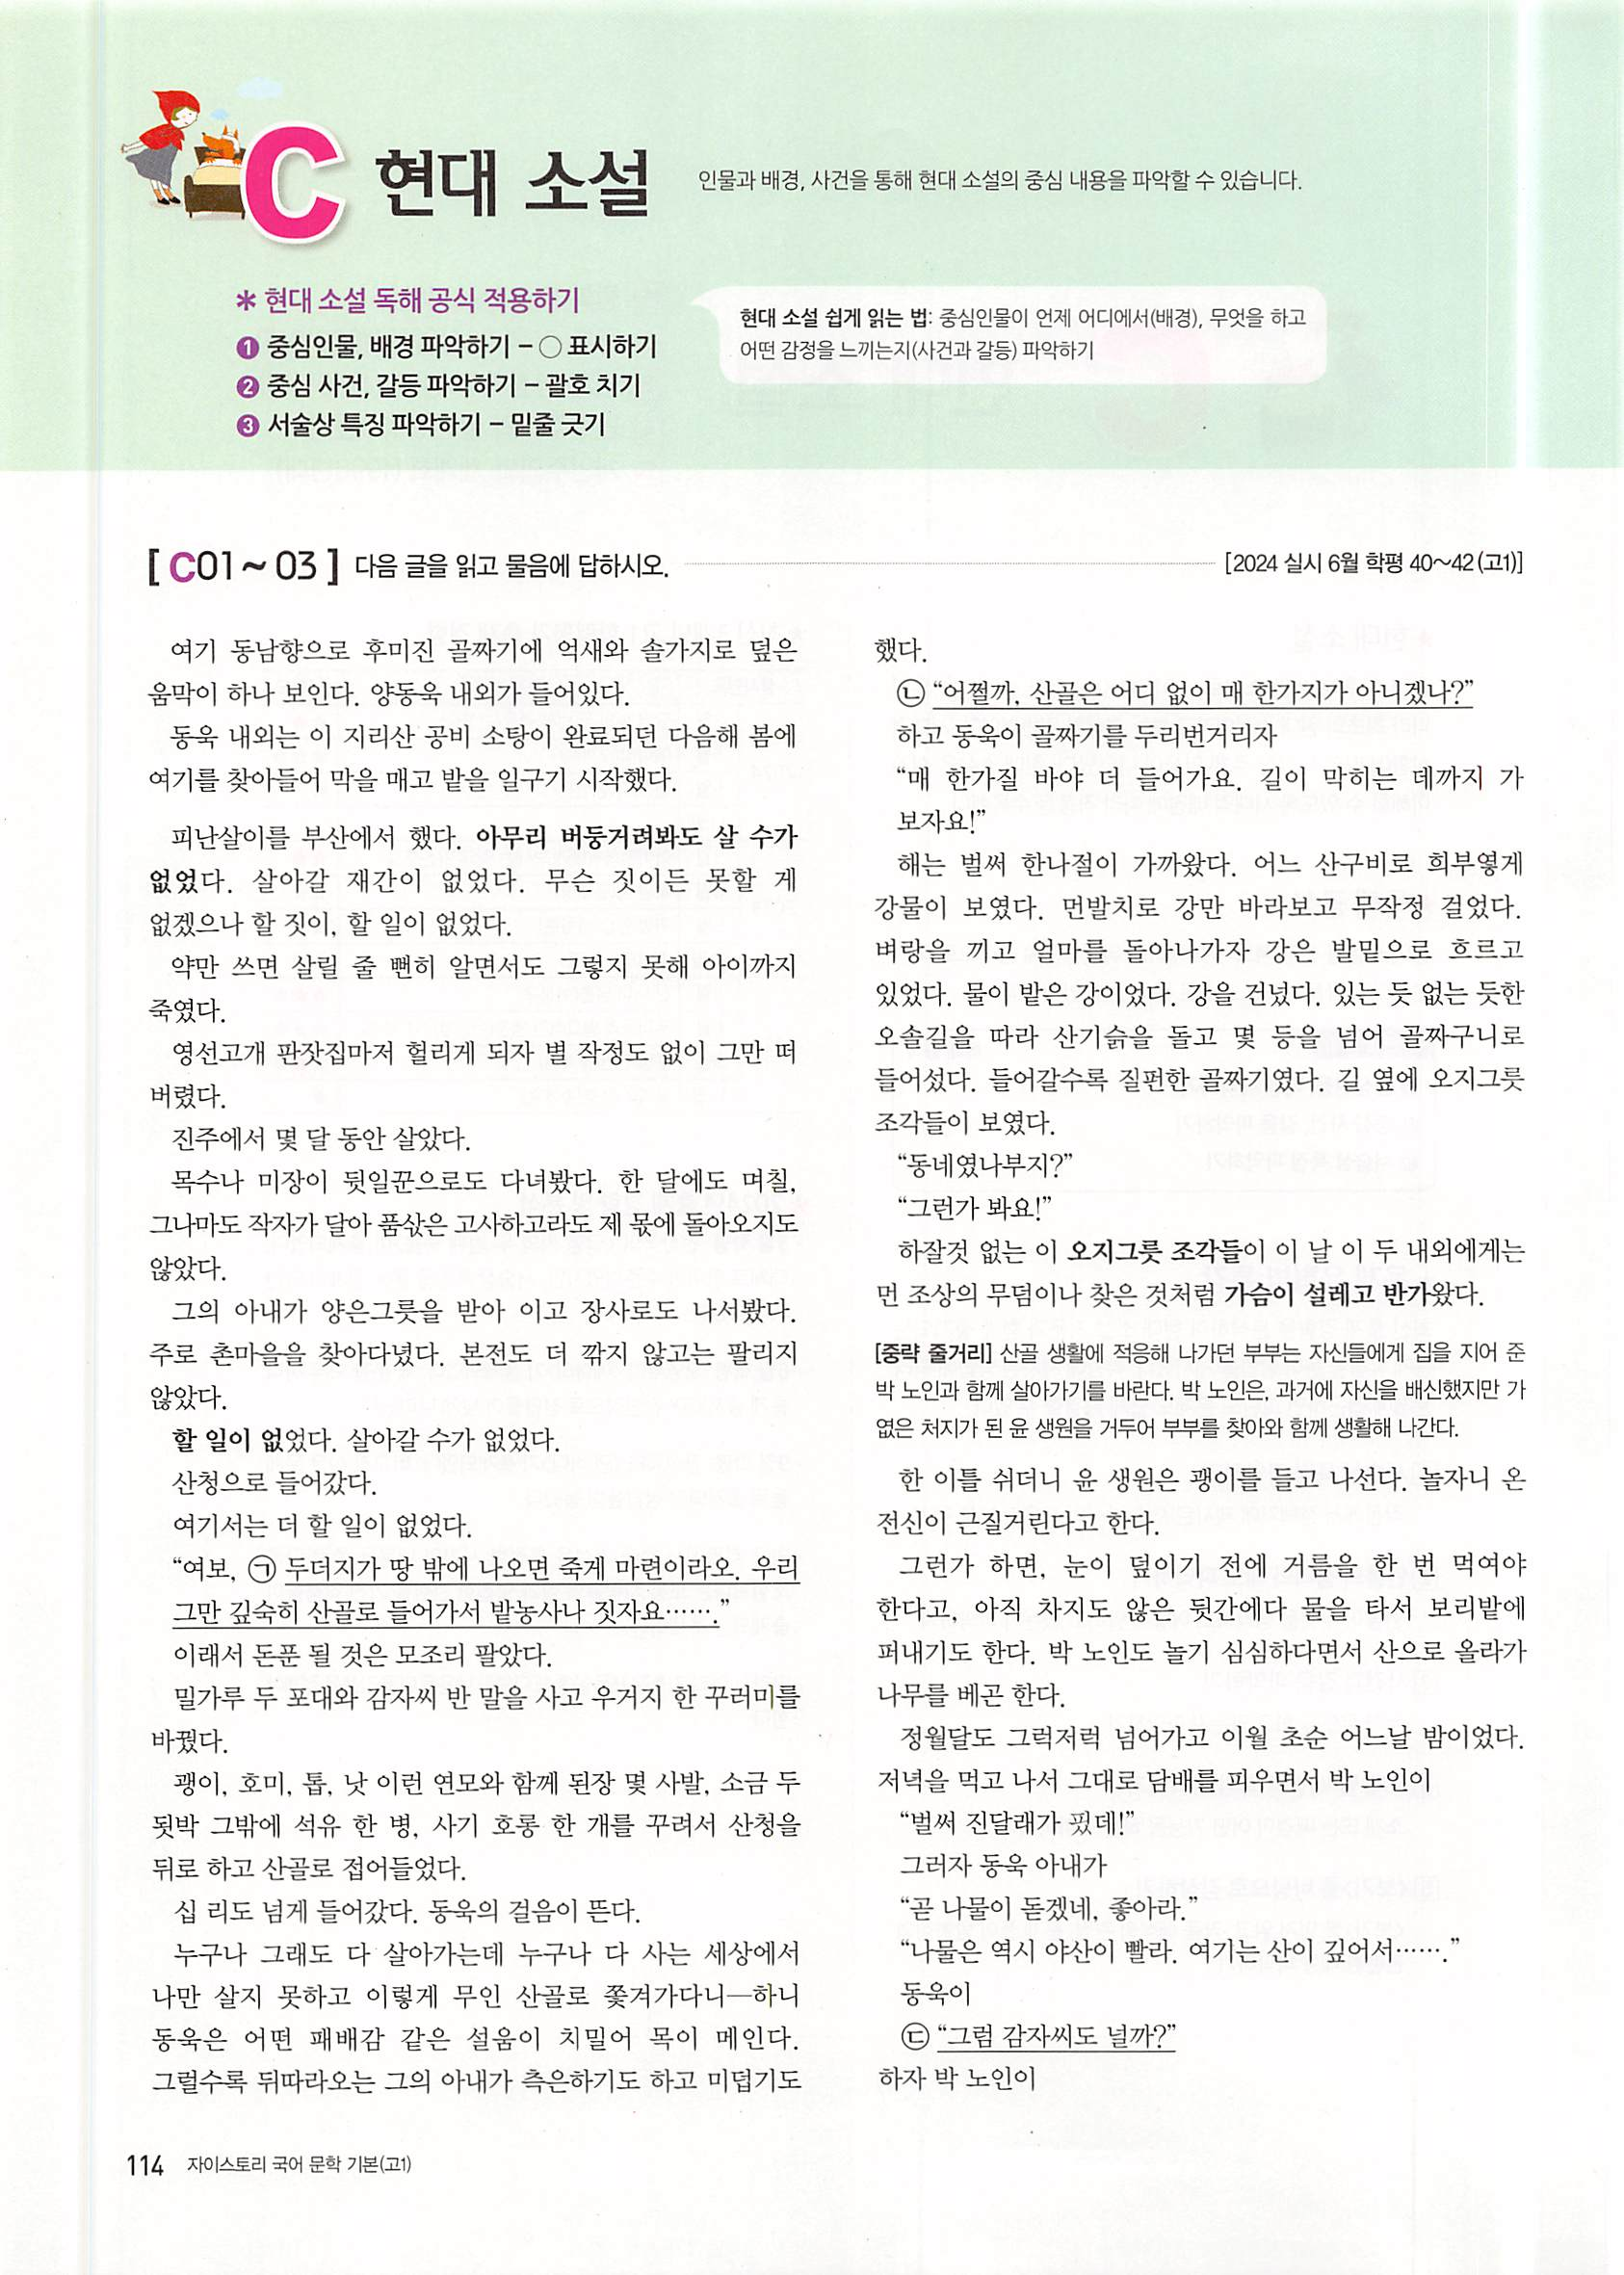 C 현대 소설
인물과 배경, 사건을 통해 현대 소설의 중심 내용을 파악할 수 있습니다.
* 현대 소설 독해 공식 적용하기
❶ 중심인물, 배경 파악하기 – ○ 표시하기
❷ 중심 사건, 갈등 파악하기 – 괄호 치기
❸ 서술상 특징 파악하기 – 밑줄 긋기
현대 소설 쉽게 읽는 법: 중심인물이 언제 어디에서(배경), 무엇을 하고
어떤 감정을 느끼는지(사건과 갈등) 파악하기
[ C01 ~ 03 ] 다음 글을 읽고 물음에 답하시오.
[2024 실시 6월 학평 40~42(고1)]
여기 동남향으로 후미진 골짜기에 억새와 솔가지로 덮은
움막이 하나 보인다. 양동욱 내외가 들어있다.
동욱 내외는 이 지리산 공비 소탕이 완료되던 다음해 봄에
여기를 찾아들어 막을 매고 밭을 일구기 시작했다.
피난살이를 부산에서 했다. 아무리 버둥거려봐도 살 수가
없었다. 살아갈 재간이 없었다. 무슨 짓이든 못할 게
없겠으나 할 짓이, 할 일이 없었다.
약만 쓰면 살릴 줄 뻔히 알면서도 그렇지 못해 아이까지
죽였다.
영선고개 판잣집마저 헐리게 되자 별 작정도 없이 그만 떠
버렸다.
진주에서 몇 달 동안 살았다.
목수나 미장이 뒷일꾼으로도 다녀봤다. 한 달에도 며칠,
그나마도 작자가 달아 품삯은 고사하고라도 제 몫에 돌아오지도
않았다.
그의 아내가 양은그릇을 받아 이고 장사로도 나서봤다.
주로 촌마을을 찾아다녔다. 본전도 더 깎지 않고는 팔리지
않았다.
할 일이 없었다. 살아갈 수가 없었다.
산청으로 들어갔다.
여기서는 더 할 일이 없었다.
“여보, ㉠ 두더지가 땅 밖에 나오면 죽게 마련이라오. 우리
그만 깊숙히 산골로 들어가서 밭농사나 짓자요…….”
이래서 돈푼 될 것은 모조리 팔았다.
밀가루 두 포대와 감자씨 반 말을 사고 우거지 한 꾸러미를
바꿨다.
괭이, 호미, 톱, 낫 이런 연모와 함께 된장 몇 사발, 소금 두
됫박 그밖에 석유 한 병, 사기 호롱 한 개를 꾸려서 산청을
뒤로 하고 산골로 접어들었다.
십 리도 넘게 들어갔다. 동욱의 걸음이 뜬다.
누구나 그래도 다 살아가는데 누구나 다 사는 세상에서
나만 살지 못하고 이렇게 무인 산골로 쫓겨가다니―하니
동욱은 어떤 패배감 같은 설움이 치밀어 목이 메인다.
그럴수록 뒤따라오는 그의 아내가 측은하기도 하고 미덥기도
했다.
㉡ “어쩔까, 산골은 어디 없이 매 한가지가 아니겠나?”
하고 동욱이 골짜기를 두리번거리자
“매 한가질 바야 더 들어가요. 길이 막히는 데까지 가
보자요!”
해는 벌써 한나절이 가까왔다. 어느 산구비로 희부옇게
강물이 보였다. 먼발치로 강만 바라보고 무작정 걸었다.
벼랑을 끼고 얼마를 돌아나가자 강은 발밑으로 흐르고
있었다. 물이 밭은 강이었다. 강을 건넜다. 있는 듯 없는 듯한
오솔길을 따라 산기슭을 돌고 몇 등을 넘어 골짜구니로
들어섰다. 들어갈수록 질펀한 골짜기였다. 길 옆에 오지그릇
조각들이 보였다.
“동네였나부지?”
“그런가 봐요!”
하잘것 없는 이 오지그릇 조각들이 이 날 이 두 내외에게는
먼 조상의 무덤이나 찾은 것처럼 가슴이 설레고 반가왔다.
[중략 줄거리] 산골 생활에 적응해 나가던 부부는 자신들에게 집을 지어 준
박 노인과 함께 살아가기를 바란다. 박 노인은, 과거에 자신을 배신했지만 가
엾은 처지가 된 윤 생원을 거두어 부부를 찾아와 함께 생활해 나간다.
한 이틀 쉬더니 윤 생원은 괭이를 들고 나선다. 놀자니 온
전신이 근질거린다고 한다.
그런가 하면, 눈이 덮이기 전에 거름을 한 번 먹여야
한다고, 아직 차지도 않은 뒷간에다 물을 타서 보리밭에
퍼내기도 한다. 박 노인도 놀기 심심하다면서 산으로 올라가
나무를 베곤 한다.
정월달도 그럭저럭 넘어가고 이월 초순 어느날 밤이었다.
저녁을 먹고 나서 그대로 담배를 피우면서 박 노인이
“벌써 진달래가 폈데!”
그러자 동욱 아내가
“곧 나물이 돋겠네, 좋아라.”
“나물은 역시 야산이 빨라. 여기는 산이 깊어서…….”
동욱이
㉢ “그럼 감자씨도 널까?”
하자 박 노인이
114 자이스토리 국어 문학 기본(고1)